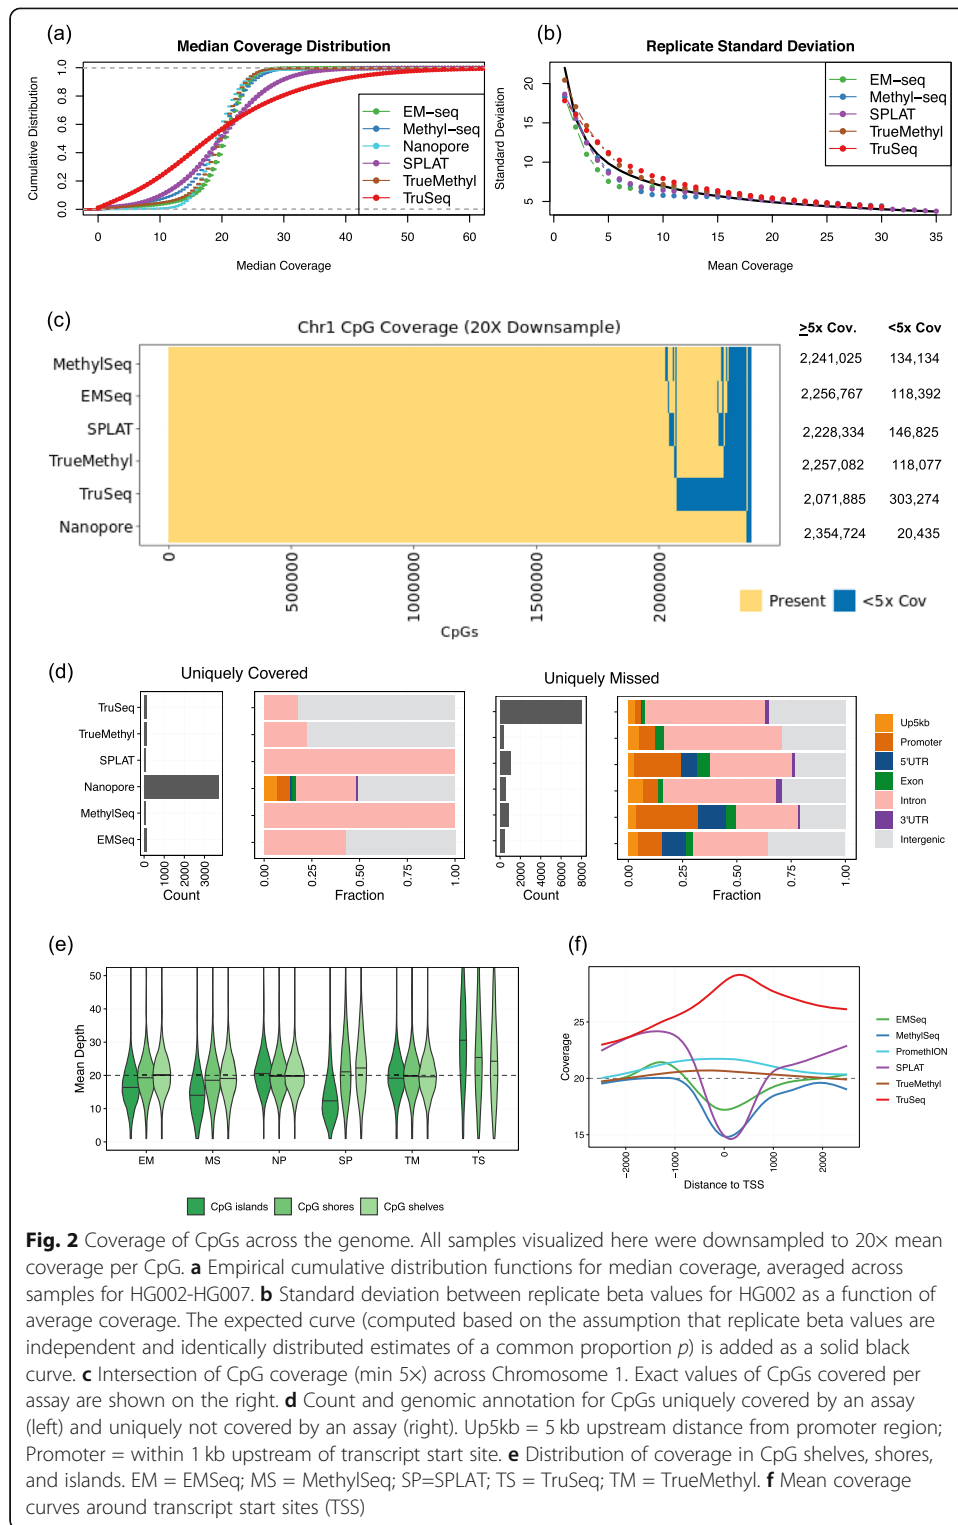 (a)
Median Coverage Distribution
Cumulative Distribution
1.0
0.8
0.6
0.4
0.2
0.0
EM−seq
Methyl−seq
Nanopore
SPLAT
TrueMethyl
TruSeq
0 20 40 60 80
Median Coverage
(b)
Replicate Standard Deviation
Standard Deviation
20
15
10
5
EM−seq
Methyl−seq
SPLAT
TrueMethyl
TruSeq
0 5 10 15 20 25 30 35
Mean Coverage
(c)
Chr1 CpG Coverage (20X Downsample)
≥5x Cov. <5x Cov
MethylSeq 2,241,025 134,134
EMSeq 2,256,767 118,392
SPLAT 2,228,334 146,825
TrueMethyl 2,257,082 118,077
TruSeq 2,071,885 303,274
Nanopore 2,354,724 20,435
0 500000 1000000 1500000 2000000
CpGs
Present <5x Cov
(d)
Uniquely Covered
TruSeq
TrueMethyl
SPLAT
Nanopore
MethylSeq
EMSeq
0 1000 2000 3000
Count
0.00 0.25 0.50 0.75 1.00
Fraction
Uniquely Missed
0 2000 4000 6000 8000
Count
0.00 0.25 0.50 0.75 1.00
Fraction
Up5kb
Promoter
5'UTR
Exon
Intron
3'UTR
Intergenic
(e)
Mean Depth
50
40
30
20
10
0
EM MS NP SP TM TS
CpG islands CpG shores CpG shelves
(f)
Coverage
25
15
−2000 −1000 0 1000 2000
Distance to TSS
EMSeq
MethylSeq
PromethION
SPLAT
TrueMethyl
TruSeq
Fig. 2 Coverage of CpGs across the genome. All samples visualized here were downsampled to 20× mean
coverage per CpG. a Empirical cumulative distribution functions for median coverage, averaged across
samples for HG002-HG007. b Standard deviation between replicate beta values for HG002 as a function of
average coverage. The expected curve (computed based on the assumption that replicate beta values are
independent and identically distributed estimates of a common proportion p) is added as a solid black
curve. c Intersection of CpG coverage (min 5×) across Chromosome 1. Exact values of CpGs covered per
assay are shown on the right. d Count and genomic annotation for CpGs uniquely covered by an assay
(left) and uniquely not covered by an assay (right). Up5kb = 5 kb upstream distance from promoter region;
Promoter = within 1 kb upstream of transcript start site. e Distribution of coverage in CpG shelves, shores,
and islands. EM = EMSeq; MS = MethylSeq; SP=SPLAT; TS = TruSeq; TM = TrueMethyl. f Mean coverage
curves around transcript start sites (TSS)